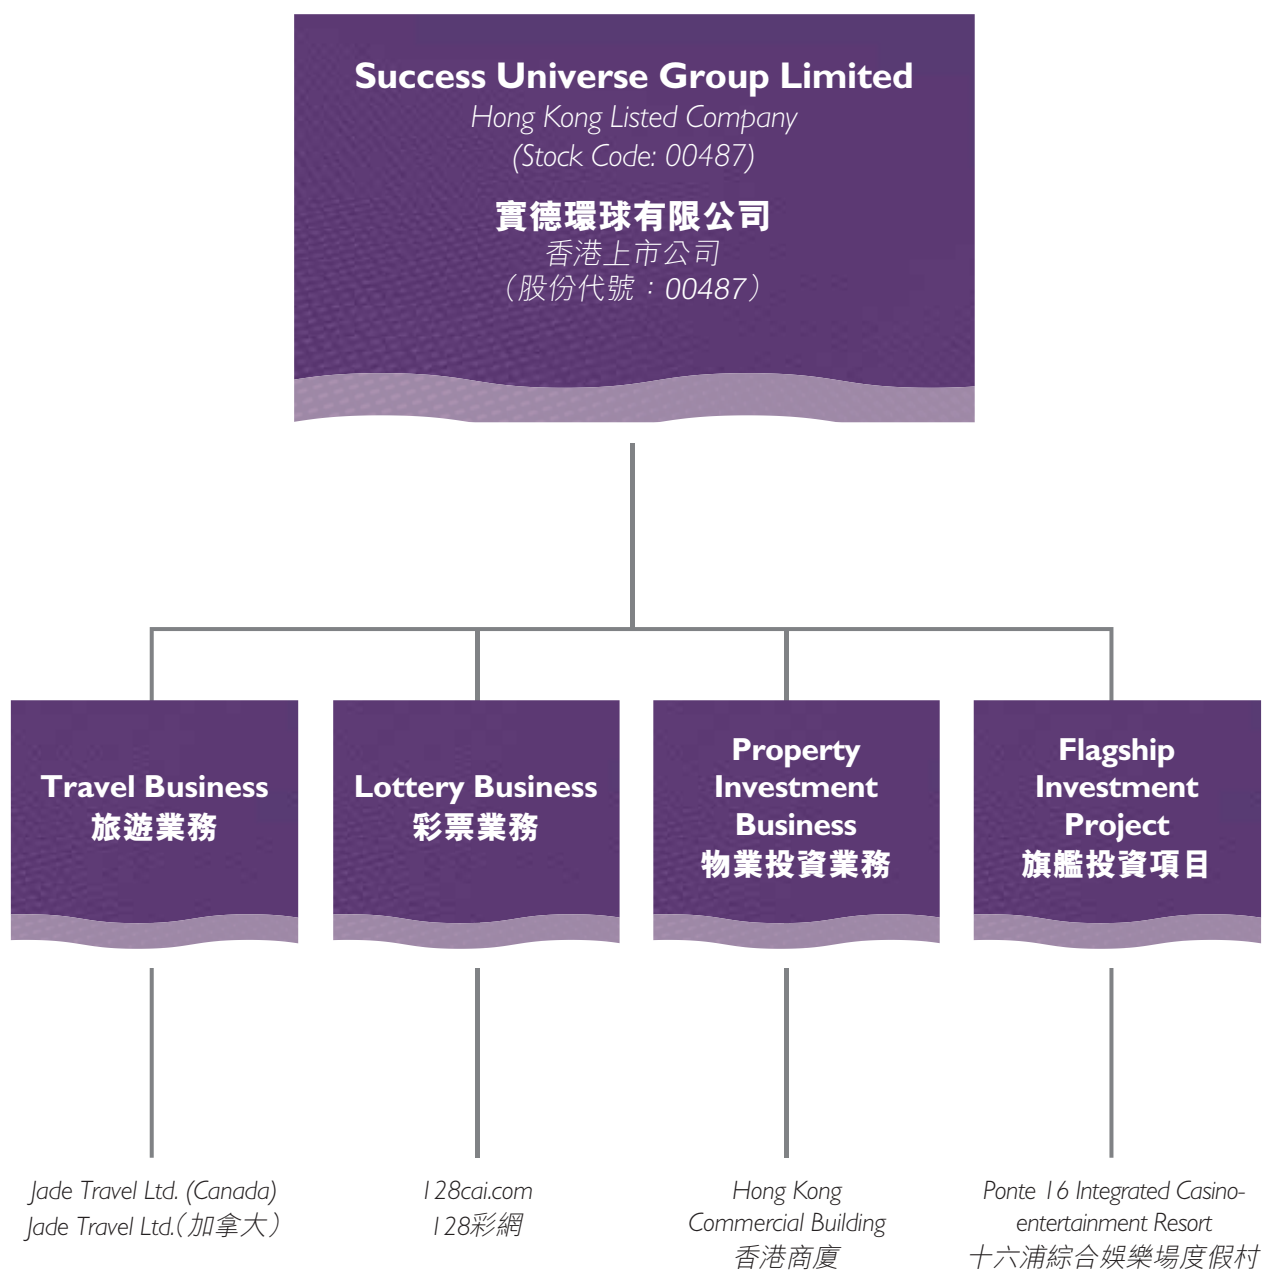 Success Universe Group Limited
Hong Kong Listed Company
(Stock Code: 00487)
實德環球有限公司
香港上市公司
（股份代號：00487）
Travel Business
旅遊業務
Lottery Business
彩票業務
Property
Investment
Business
物業投資業務
Flagship
Investment
Project
旗艦投資項目
Jade Travel Ltd. (Canada)
Jade Travel Ltd.（加拿大）
128cai.com
128彩網
Hong Kong
Commercial Building
香港商廈
Ponte 16 Integrated Casino-
entertainment Resort
十六浦綜合娛樂場度假村